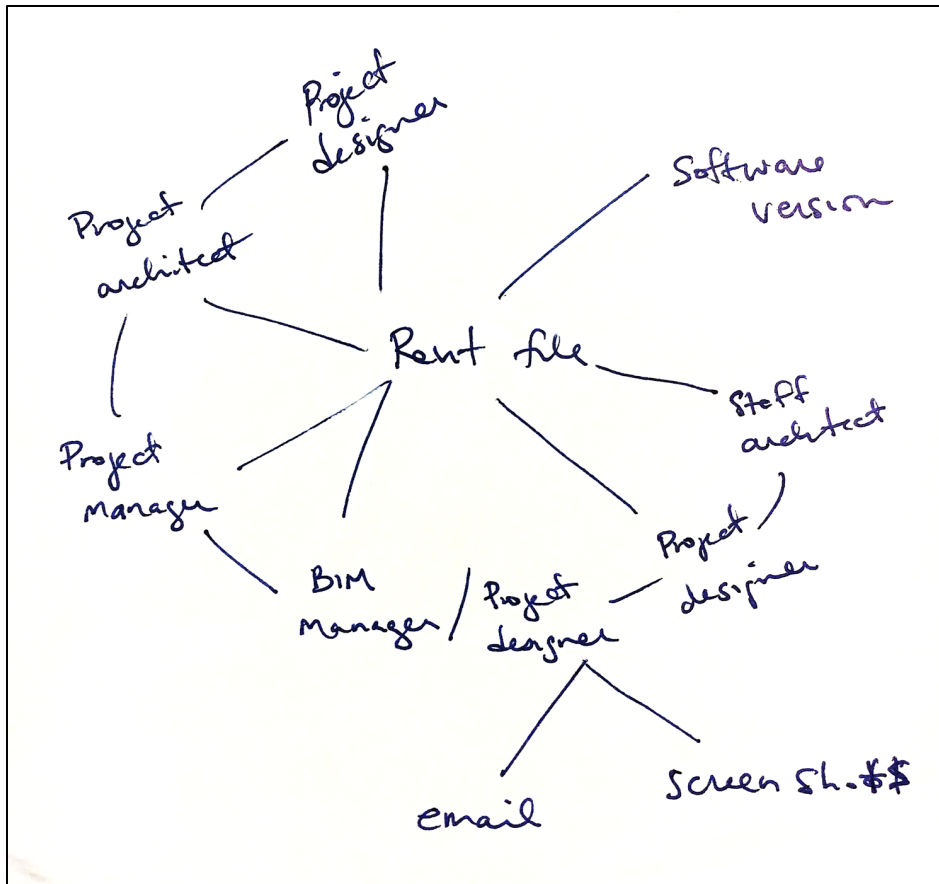 Project
designer
Software
version
Project
architect
Revit file
Staff
architect
Project
manager
Project
designer
BIM
manager /
Project
designer
screen
email